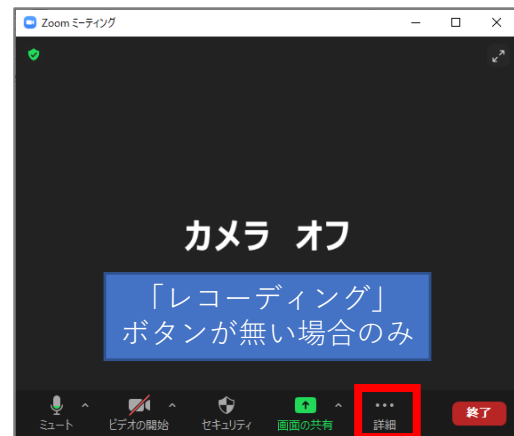 Zoom ミーティング
カメラ オフ
「レコーディング」
ボタンが無い場合のみ
ミュート
ビデオの開始
セキュリティ
画面の共有
詳細
終了